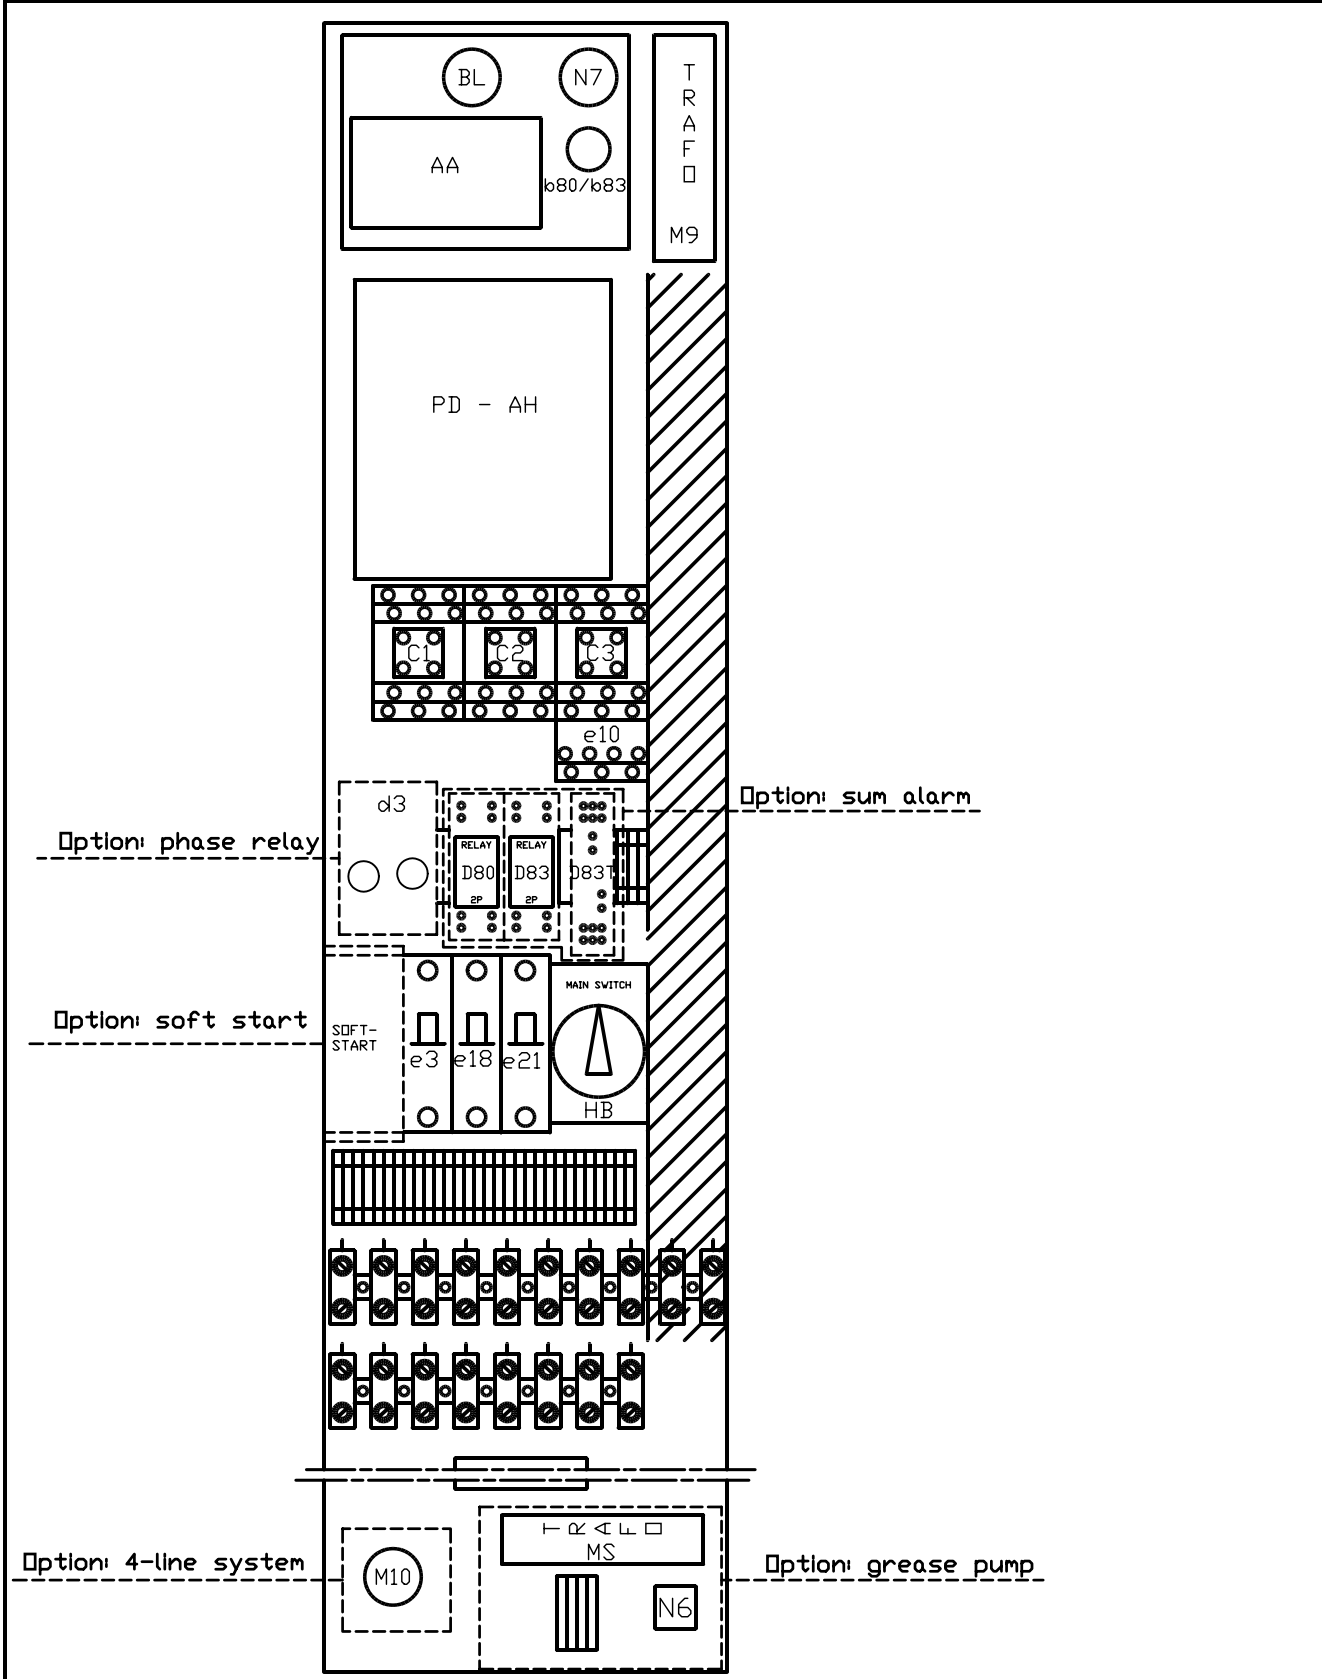 BL
N7
TRAFO
AA
b80/b83
M9
PD - AH
C1
C2
C3
e10
Option: sum alarm
d3
Option: phase relay
RELAY
RELAY
D80
D83
D83T
2P
2P
MAIN SWITCH
Option: soft start
SOFT-
START
e3
e18
e21
HB
TRAFO
MS
Option: 4-line system
M10
Option: grease pump
N6